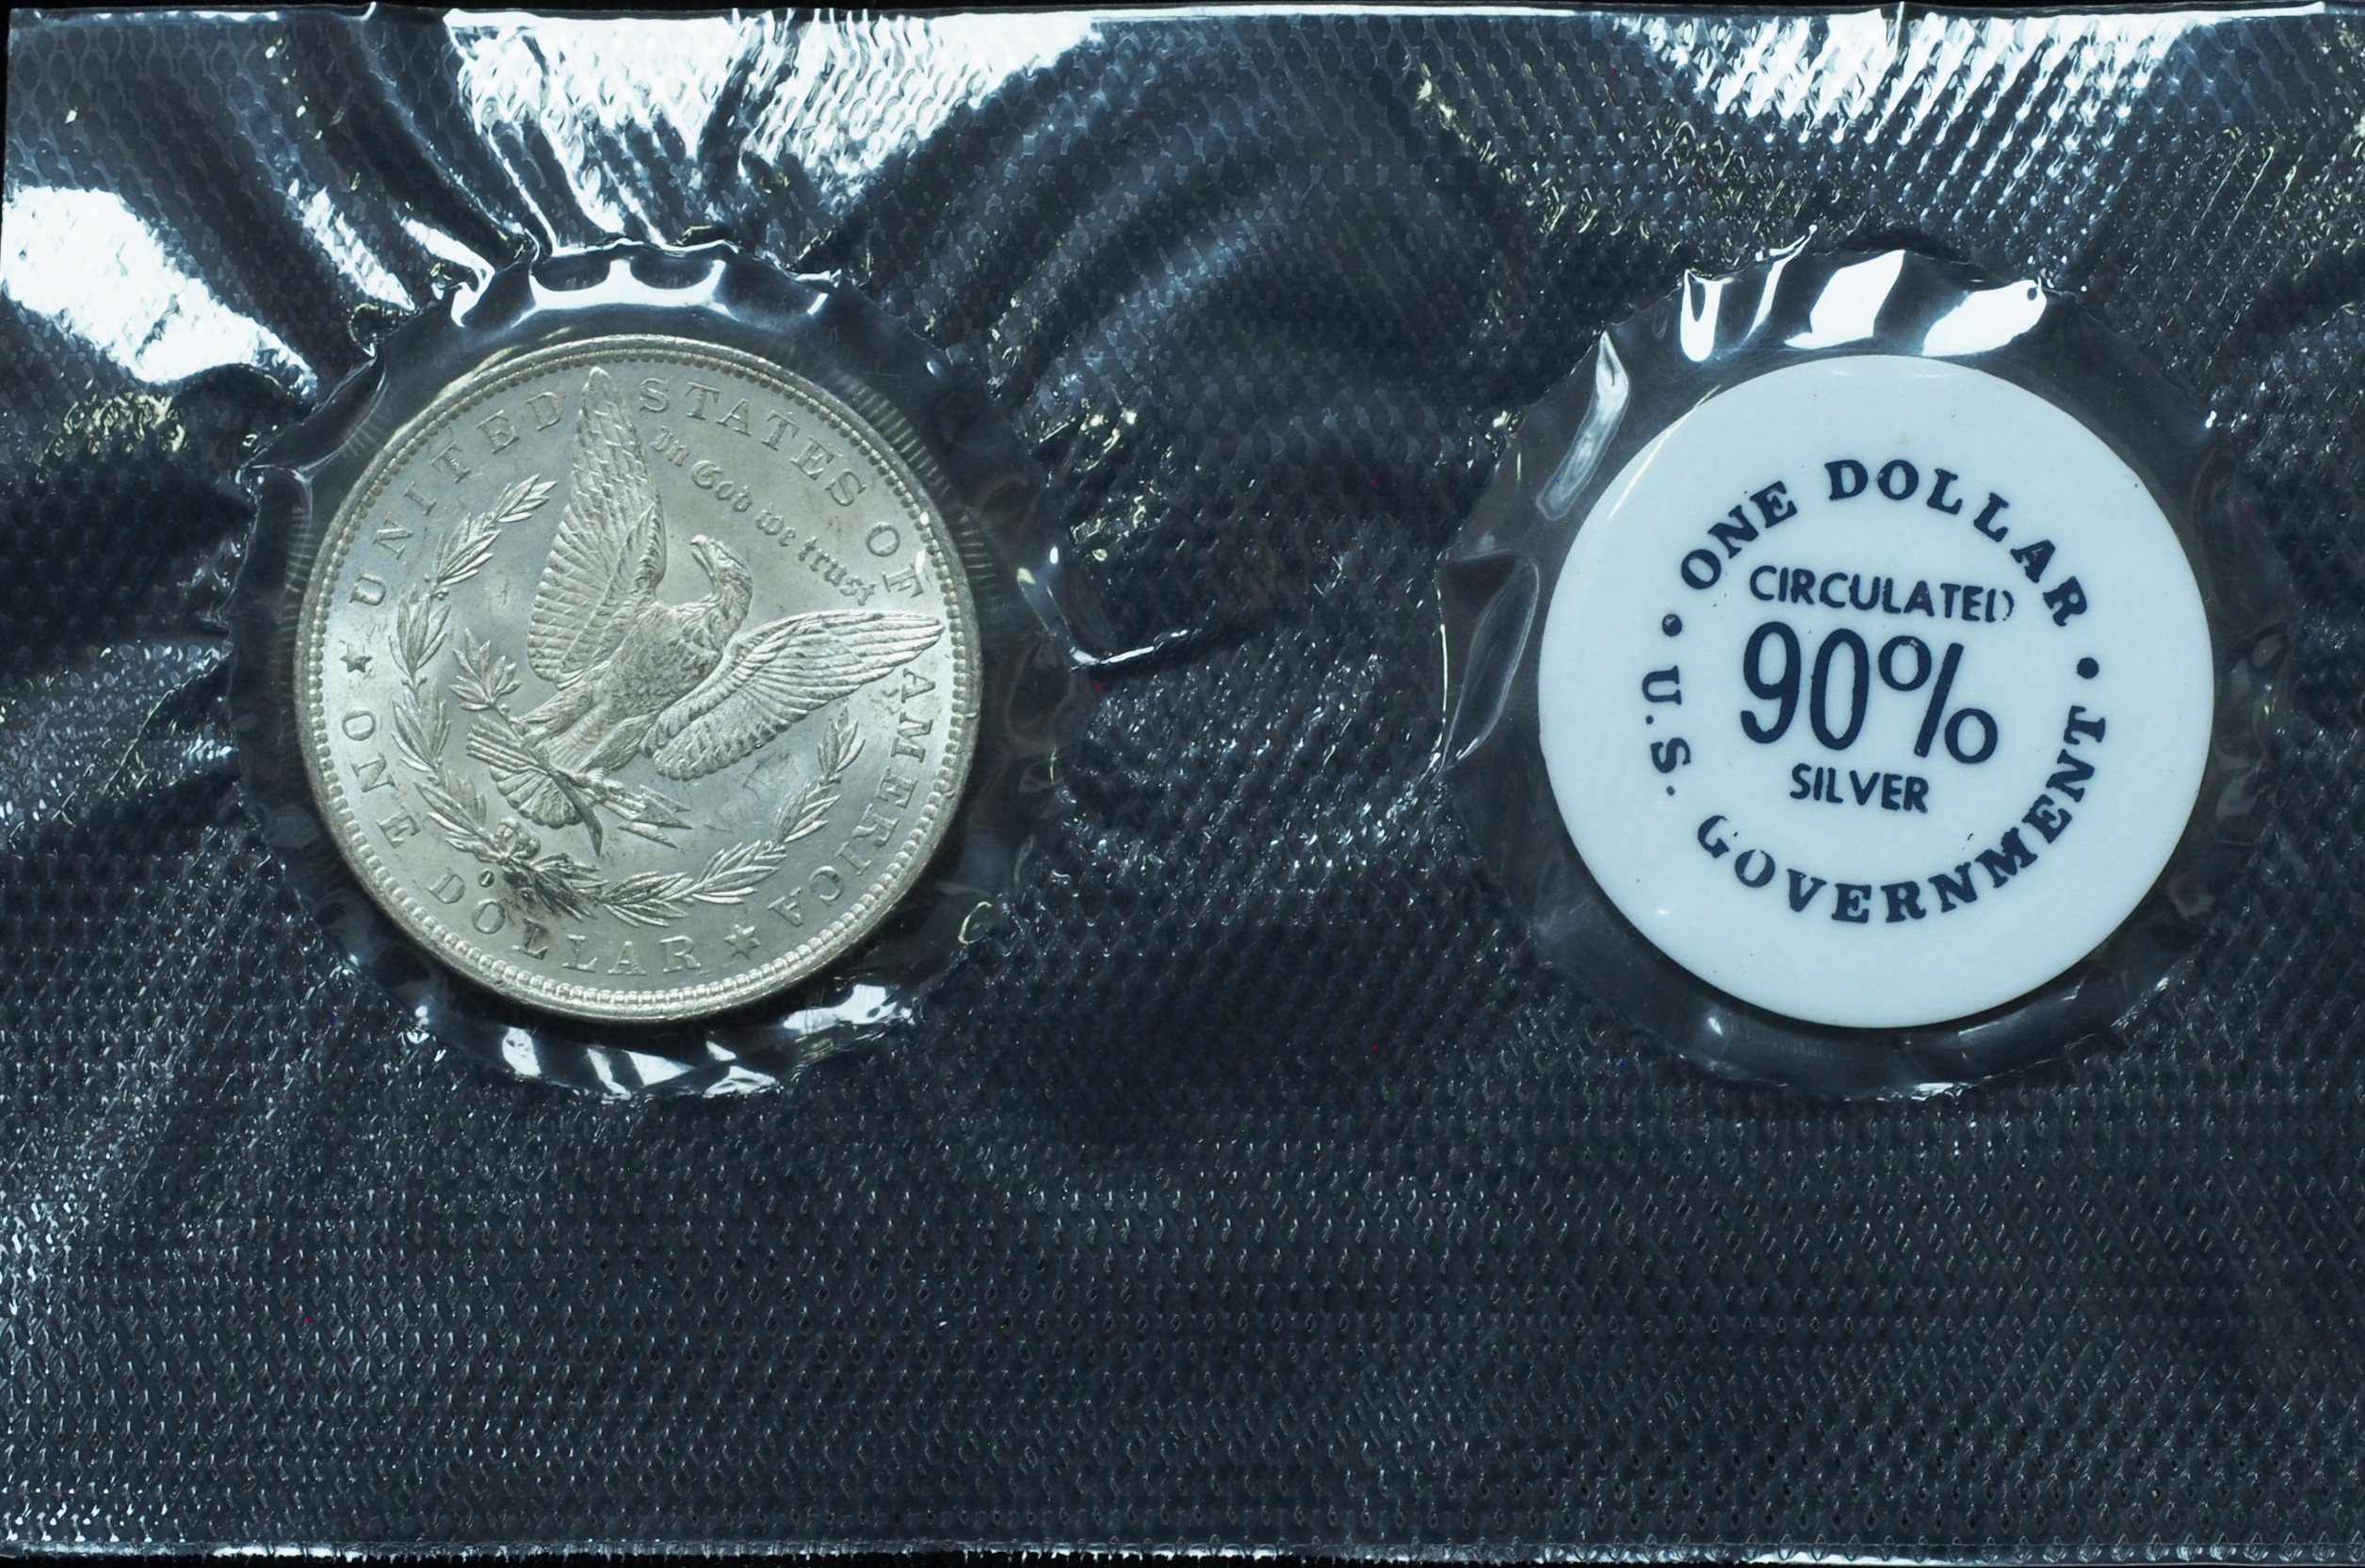 UNITED STATES OF AMERICA
In God we trust
★ ONE DOLLAR ★
O
• ONE DOLLAR •
CIRCULATED
90%
SILVER
U.S. GOVERNMENT